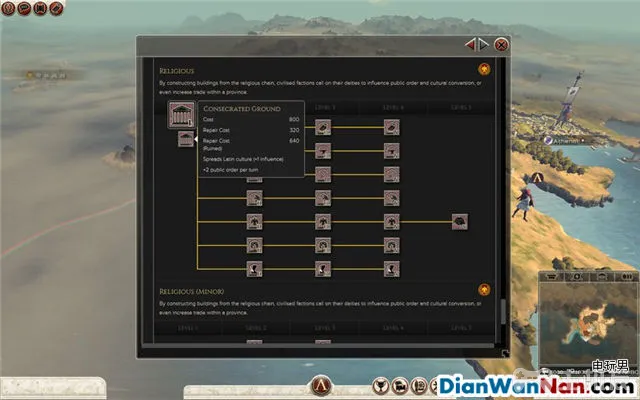 RELIGIOUS
By constructing buildings from the religious chain, civilised factions call on their deities to influence public order and cultural conversion, or
even increase trade within a province.
CONSECRATED GROUND
Cost 800
Repair Cost 320
Repair Cost 640
(Ruined)
Spreads Latin culture (+1 influence)
+2 public order per turn
LEVEL 3
LEVEL 4
LEVEL 5
Athenai
RELIGIOUS (MINOR)
By constructing buildings from the religious chain, civilised factions call on their deities to influence public order and cultural conversion, or
even increase trade within a province.
LEVEL 1 LEVEL 2 LEVEL 3 LEVEL 4 LEVEL 5
电玩男
DianWanNan.com